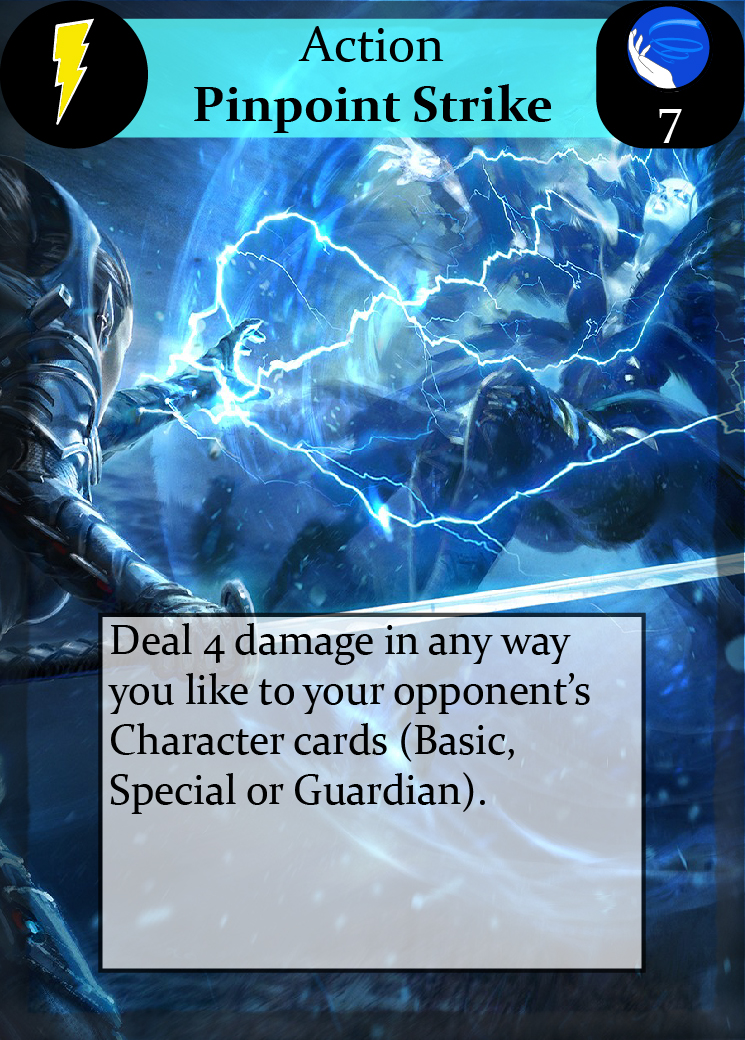 Action
Pinpoint Strike
7
Deal 4 damage in any way
you like to your opponent’s
Character cards (Basic,
Special or Guardian).